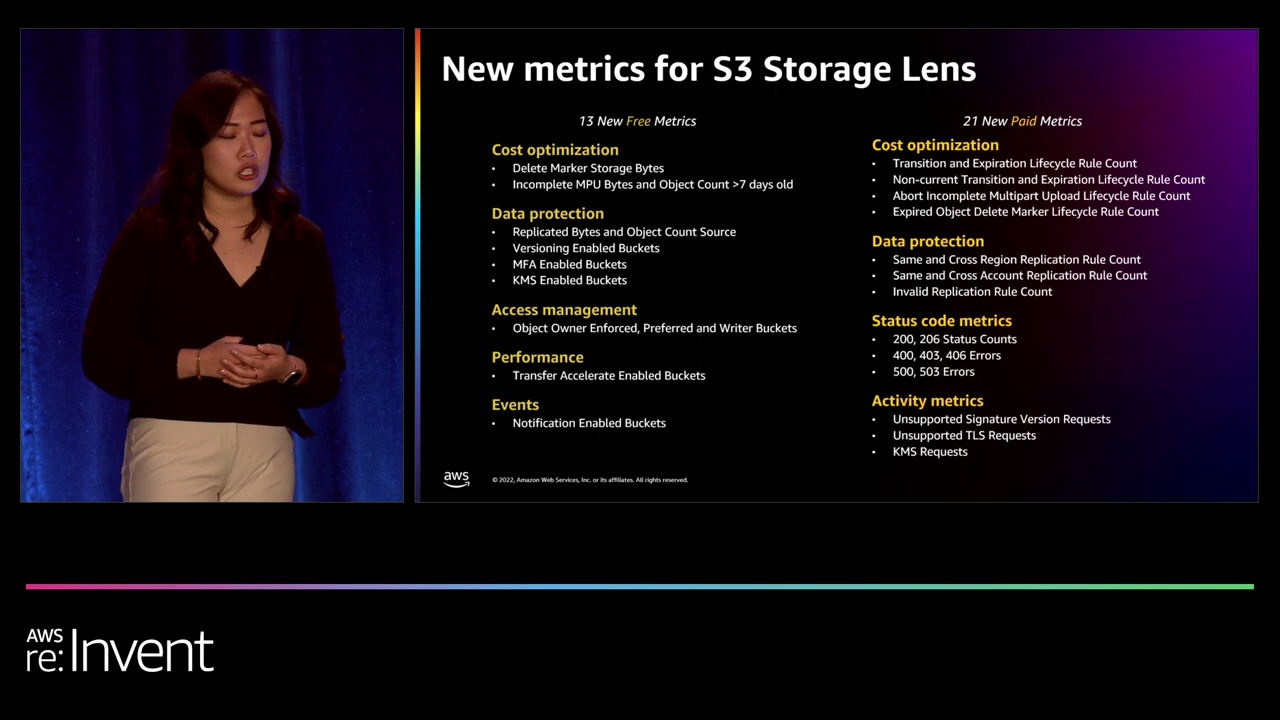 New metrics for S3 Storage Lens
13 New Free Metrics
Cost optimization
• Delete Marker Storage Bytes
• Incomplete MPU Bytes and Object Count >7 days old
Data protection
• Replicated Bytes and Object Count Source
• Versioning Enabled Buckets
• MFA Enabled Buckets
• KMS Enabled Buckets
Access management
• Object Owner Enforced, Preferred and Writer Buckets
Performance
• Transfer Accelerate Enabled Buckets
Events
• Notification Enabled Buckets
21 New Paid Metrics
Cost optimization
• Transition and Expiration Lifecycle Rule Count
• Non-current Transition and Expiration Lifecycle Rule Count
• Abort Incomplete Multipart Upload Lifecycle Rule Count
• Expired Object Delete Marker Lifecycle Rule Count
Data protection
• Same and Cross Region Replication Rule Count
• Same and Cross Account Replication Rule Count
• Invalid Replication Rule Count
Status code metrics
• 200, 206 Status Counts
• 400, 403, 406 Errors
• 500, 503 Errors
Activity metrics
• Unsupported Signature Version Requests
• Unsupported TLS Requests
• KMS Requests
aws
© 2022, Amazon Web Services, Inc. or its affiliates. All rights reserved.
AWS
re:Invent